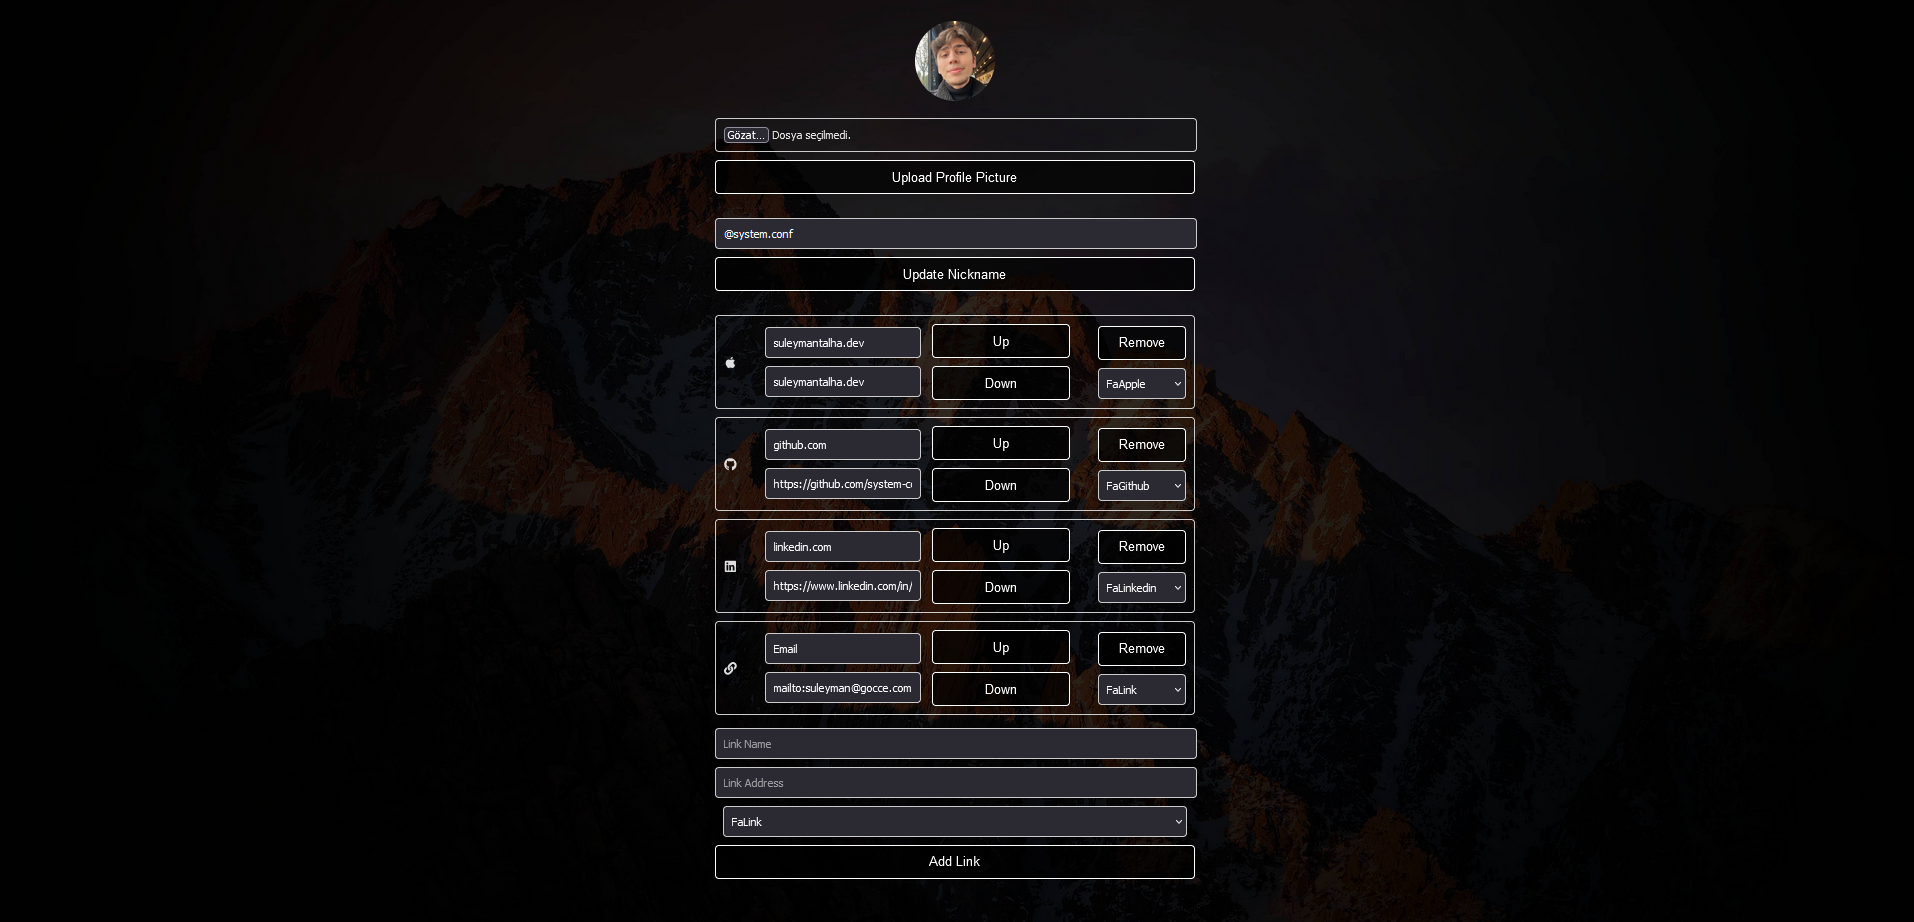 Gözat... Dosya seçilmedi.
Upload Profile Picture
@system.conf
Update Nickname
suleymantalha.dev
Up
Remove
suleymantalha.dev
Down
FaApple
github.com
Up
Remove
https://github.com/system-c
Down
FaGithub
linkedin.com
Up
Remove
https://www.linkedin.com/in/
Down
FaLinkedin
Email
Up
Remove
mailto:suleyman@gocce.com
Down
FaLink
Link Name
Link Address
FaLink
Add Link